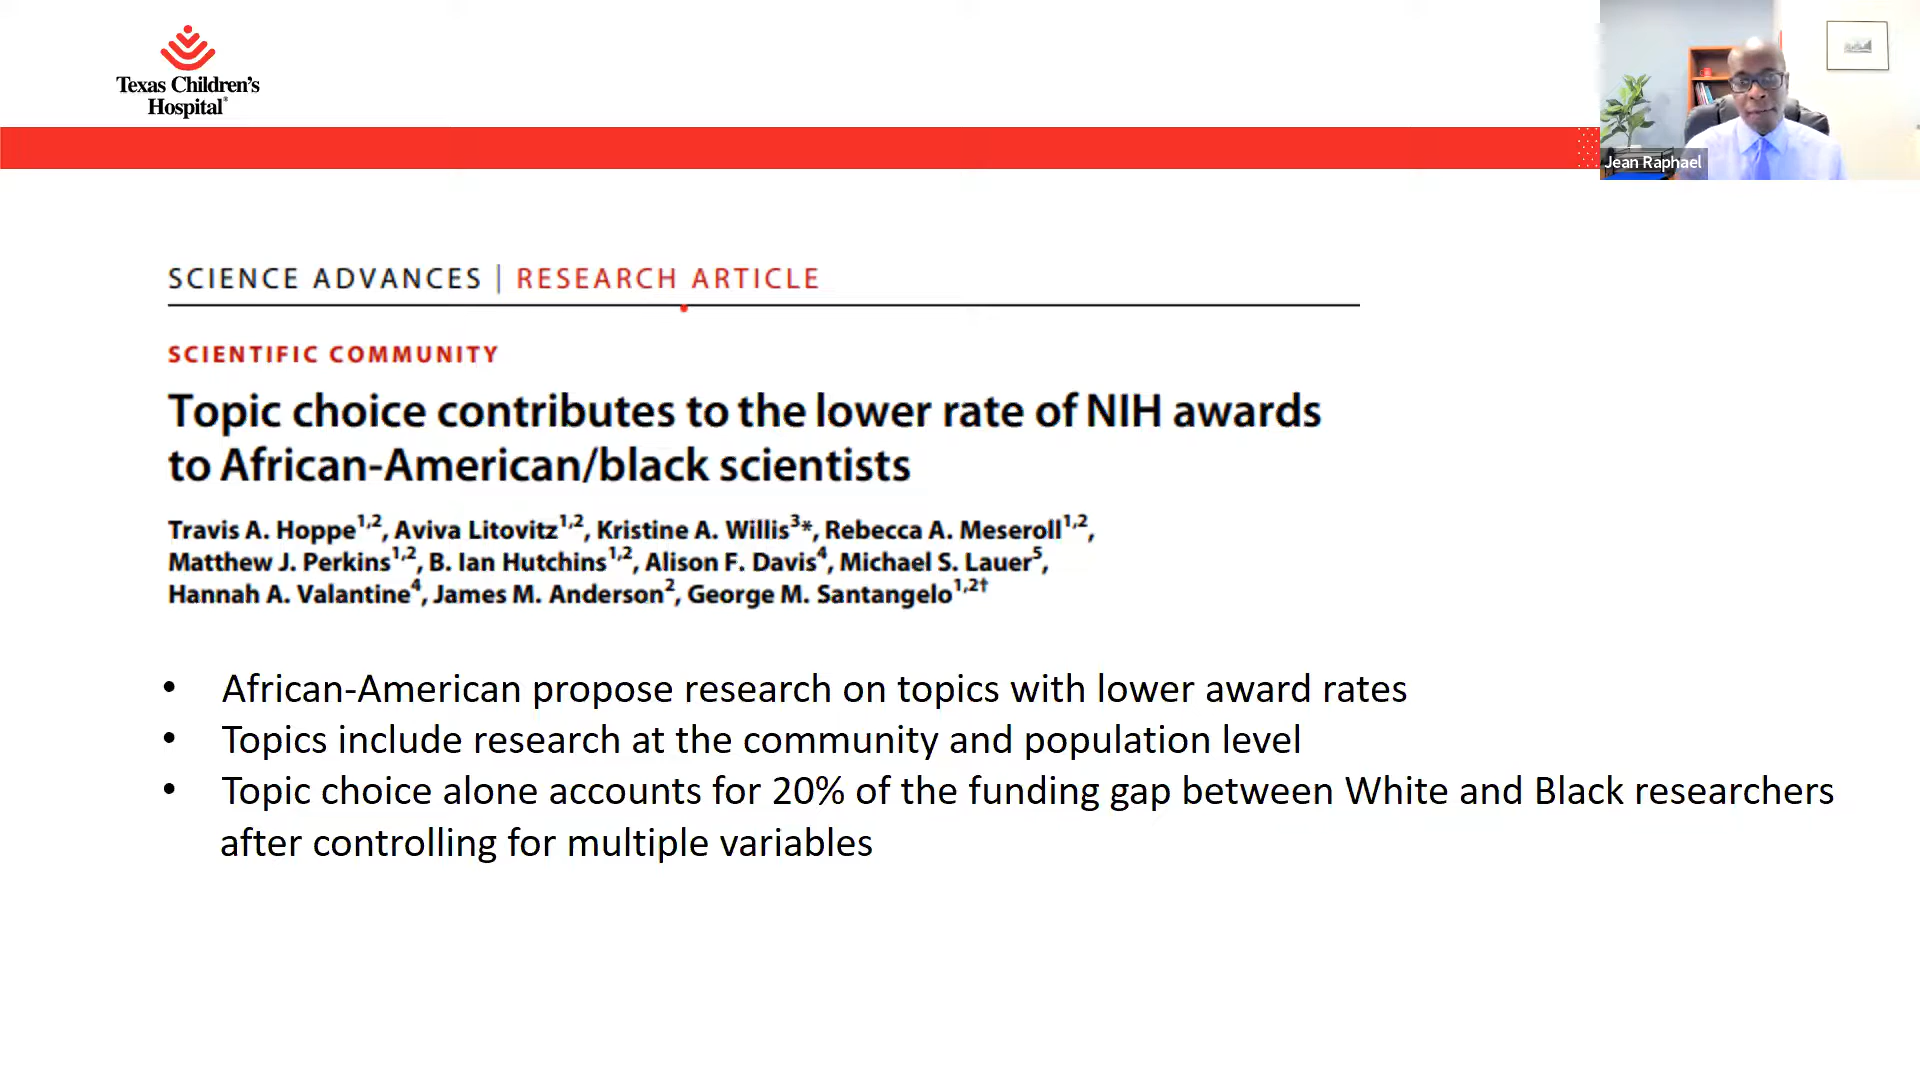 Texas Children's
Hospital®
Jean Raphael
SCIENCE ADVANCES | RESEARCH ARTICLE
SCIENTIFIC COMMUNITY
Topic choice contributes to the lower rate of NIH awards
to African-American/black scientists
Travis A. Hoppe1,2, Aviva Litovitz1,2, Kristine A. Willis3*, Rebecca A. Meseroll1,2,
Matthew J. Perkins1,2, B. Ian Hutchins1,2, Alison F. Davis4, Michael S. Lauer5,
Hannah A. Valantine4, James M. Anderson2, George M. Santangelo1,2†
• African-American propose research on topics with lower award rates
• Topics include research at the community and population level
• Topic choice alone accounts for 20% of the funding gap between White and Black researchers
after controlling for multiple variables